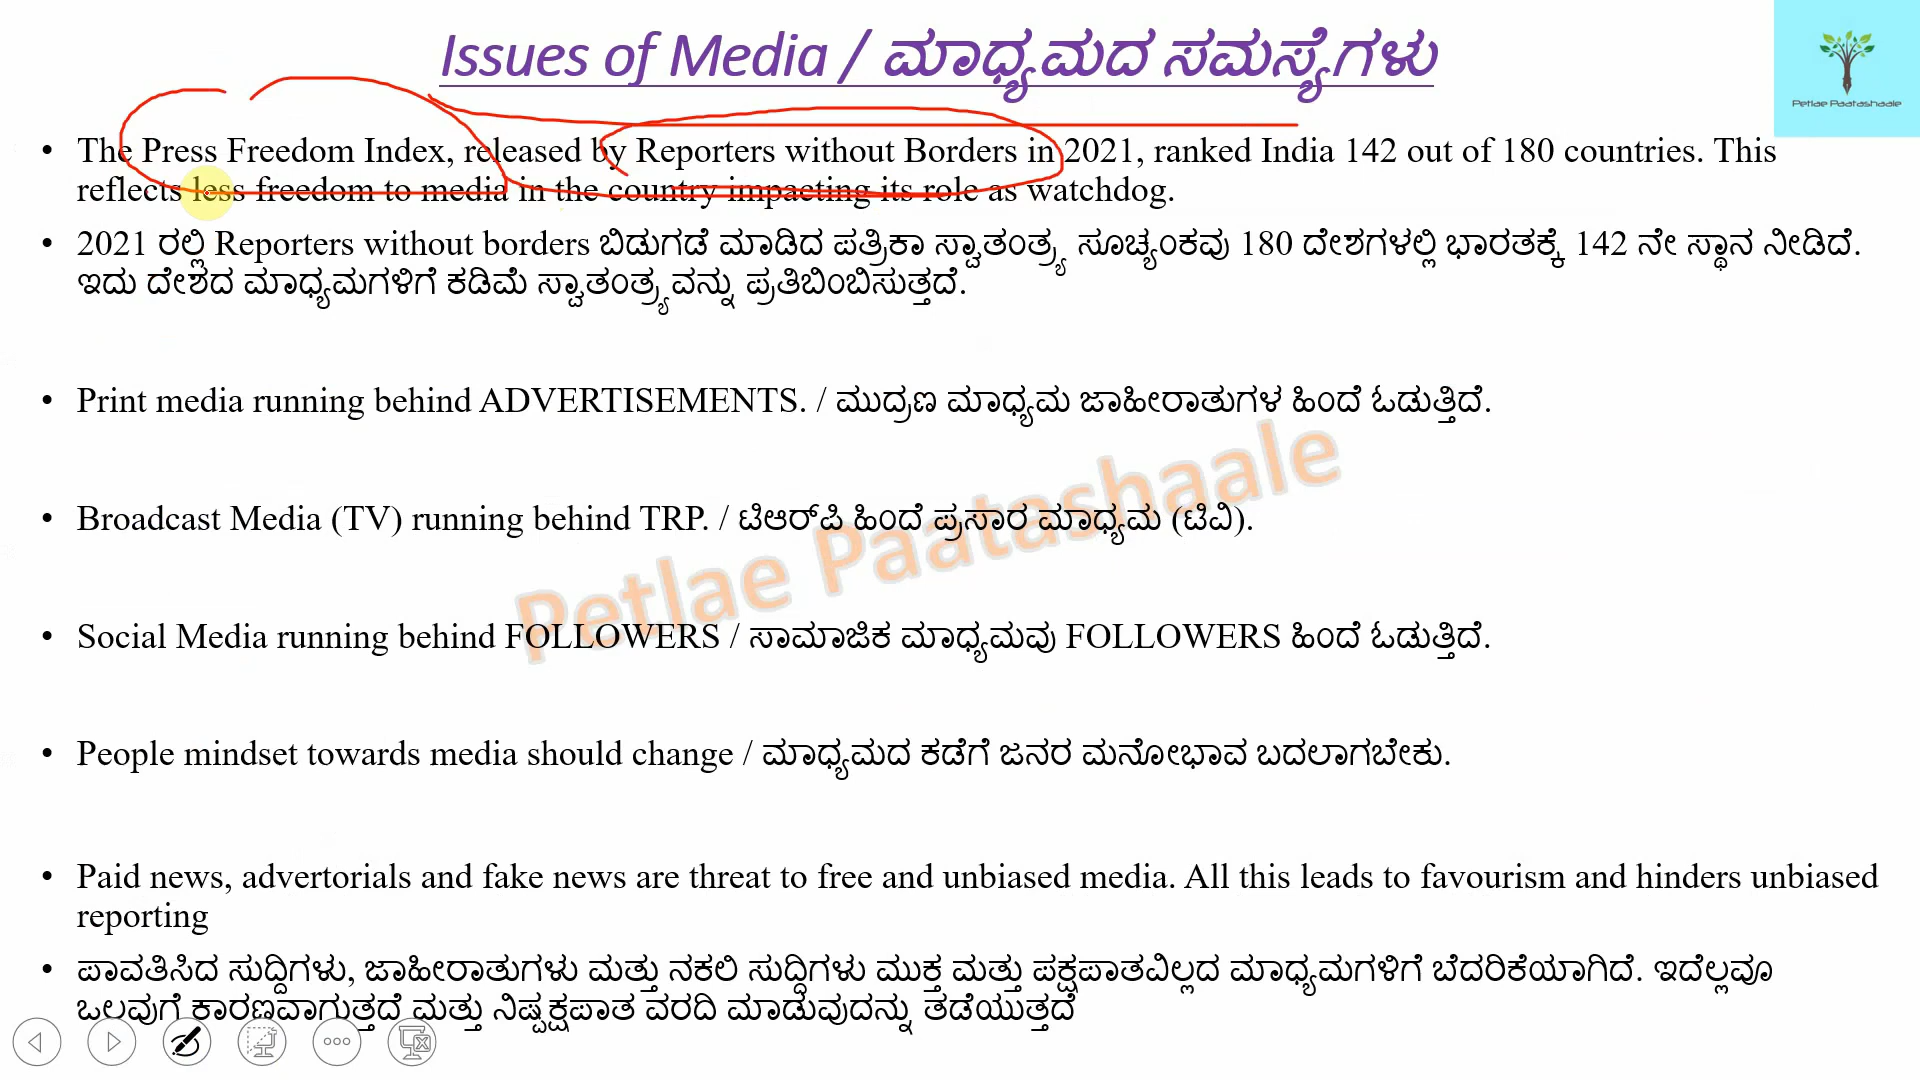 Issues of Media / ಮಾಧ್ಯಮದ ಸಮಸ್ಯೆಗಳು
Petlae Paatashaale
• The Press Freedom Index, released by Reporters without Borders in 2021, ranked India 142 out of 180 countries. This
reflects less freedom to media in the country impacting its role as watchdog.
• 2021 ರಲ್ಲಿ Reporters without borders ಬಿಡುಗಡೆ ಮಾಡಿದ ಪತ್ರಿಕಾ ಸ್ವಾತಂತ್ರ್ಯ ಸೂಚ್ಯಂಕವು 180 ದೇಶಗಳಲ್ಲಿ ಭಾರತಕ್ಕೆ 142 ನೇ ಸ್ಥಾನ ನೀಡಿದೆ.
ಇದು ದೇಶದ ಮಾಧ್ಯಮಗಳಿಗೆ ಕಡಿಮೆ ಸ್ವಾತಂತ್ರ್ಯವನ್ನು ಪ್ರತಿಬಿಂಬಿಸುತ್ತದೆ.
• Print media running behind ADVERTISEMENTS. / ಮುದ್ರಣ ಮಾಧ್ಯಮ ಜಾಹೀರಾತುಗಳ ಹಿಂದೆ ಓಡುತ್ತಿದೆ.
• Broadcast Media (TV) running behind TRP. / ಟಿಆರ್‌ಪಿ ಹಿಂದೆ ಪ್ರಸಾರ ಮಾಧ್ಯಮ (ಟಿವಿ).
Petlae Paatashaale
• Social Media running behind FOLLOWERS / ಸಾಮಾಜಿಕ ಮಾಧ್ಯಮವು FOLLOWERS ಹಿಂದೆ ಓಡುತ್ತಿದೆ.
• People mindset towards media should change / ಮಾಧ್ಯಮದ ಕಡೆಗೆ ಜನರ ಮನೋಭಾವ ಬದಲಾಗಬೇಕು.
• Paid news, advertorials and fake news are threat to free and unbiased media. All this leads to favourism and hinders unbiased
reporting
• ಪಾವತಿಸಿದ ಸುದ್ದಿಗಳು, ಜಾಹೀರಾತುಗಳು ಮತ್ತು ನಕಲಿ ಸುದ್ದಿಗಳು ಮುಕ್ತ ಮತ್ತು ಪಕ್ಷಪಾತವಿಲ್ಲದ ಮಾಧ್ಯಮಗಳಿಗೆ ಬೆದರಿಕೆಯಾಗಿದೆ. ಇದೆಲ್ಲವೂ
ಒಲವುಗೆ ಕಾರಣವಾಗುತ್ತದೆ ಮತ್ತು ನಿಷ್ಪಕ್ಷಪಾತ ವರದಿ ಮಾಡುವುದನ್ನು ತಡೆಯುತ್ತದೆ